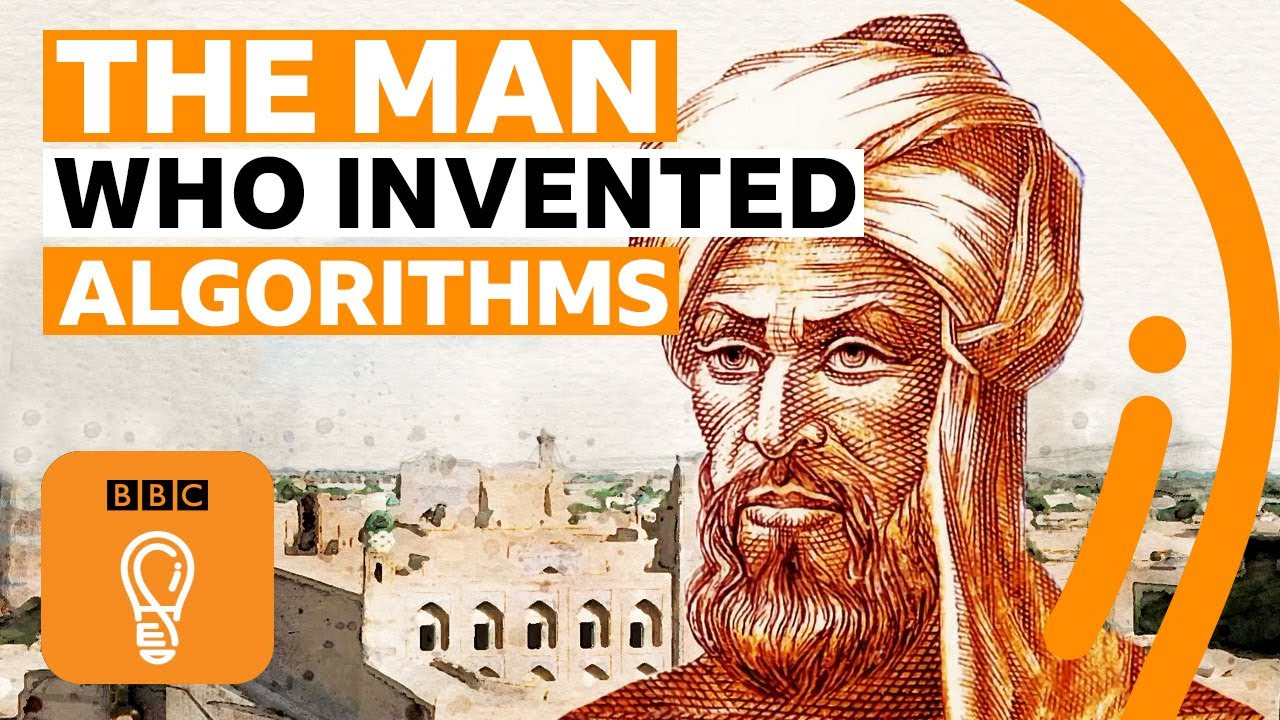 THE MAN
WHO INVENTED
ALGORITHMS
BBC